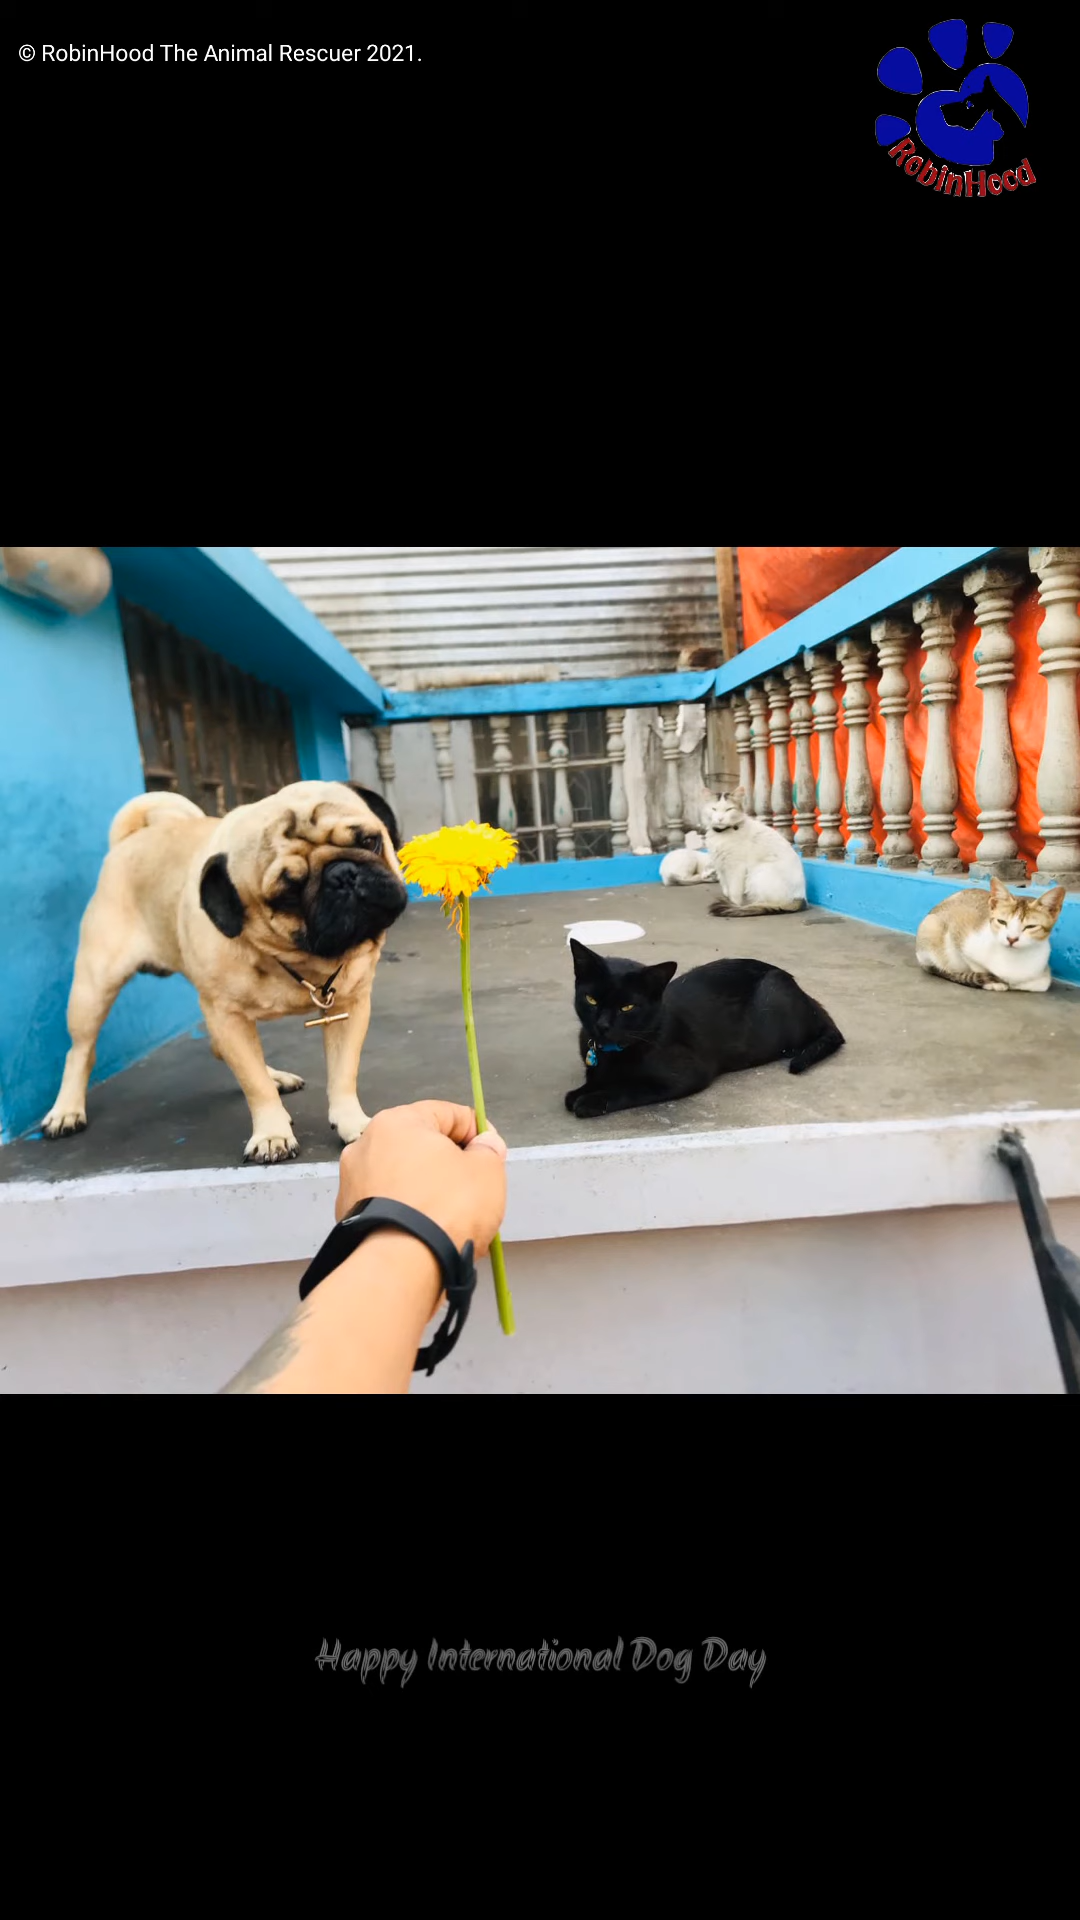 © RobinHood The Animal Rescuer 2021.
RobinHood
Happy International Dog Day